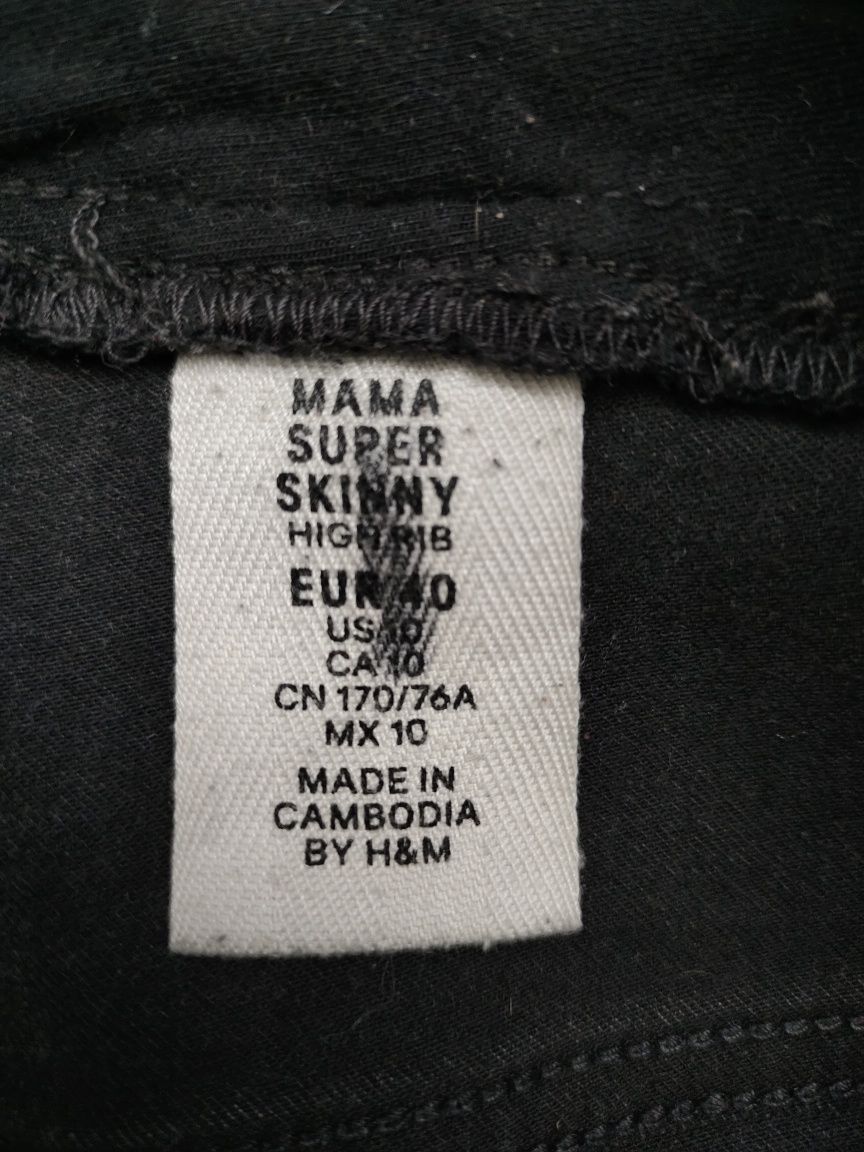 MAMA
SUPER
SKINNY
HIGH RIB
EUR 40
US 10
CA 10
CN 170/76A
MX 10
MADE IN
CAMBODIA
BY H&M